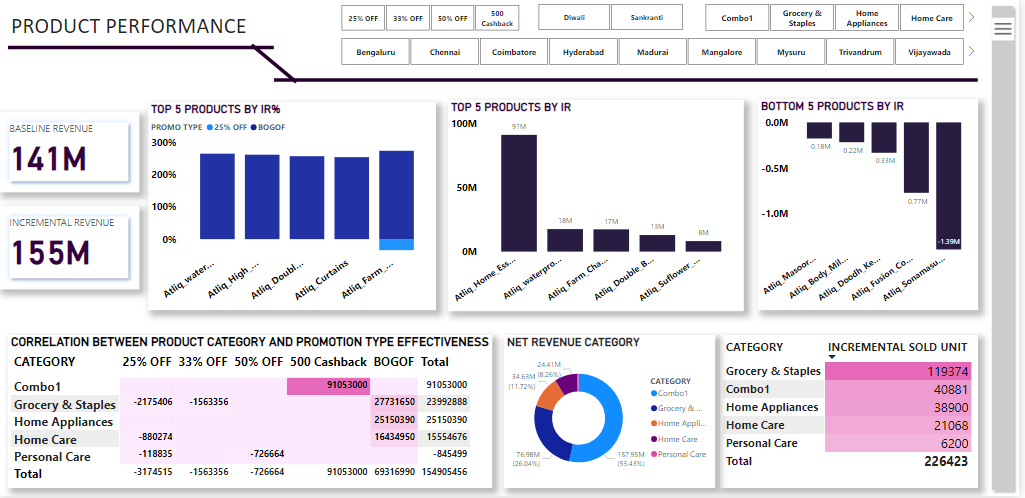 PRODUCT PERFORMANCE
25% OFF 33% OFF 50% OFF 500 Cashback
Diwali Sankranti
Combo1 Grocery & Staples Home Appliances Home Care
Bengaluru Chennai Coimbatore Hyderabad Madurai Mangalore Mysuru Trivandrum Vijayawada
BASELINE REVENUE
141M
INCREMENTAL REVENUE
155M
TOP 5 PRODUCTS BY IR%
PROMO TYPE 25% OFF BOGOF
300%
200%
100%
0%
Atliq_water...
Atliq_High_...
Atliq_Doubl...
Atliq_Curtains
Atliq_Farm_...
TOP 5 PRODUCTS BY IR
100M
50M
0M
91M
18M
17M
13M
8M
Atliq_Home_Ess...
Atliq_waterpro...
Atliq_Farm_Cha...
Atliq_Double_B...
Atliq_Suflower_...
BOTTOM 5 PRODUCTS BY IR
0.0M
-0.5M
-1.0M
-0.18M
-0.22M
-0.33M
-0.77M
-1.39M
Atliq_Masoor...
Atliq_Body_Mil...
Atliq_Doodh_Ke...
Atliq_Fusion_Co...
Atliq_Sonamasu...
CORRELATION BETWEEN PRODUCT CATEGORY AND PROMOTION TYPE EFFECTIVENESS
CATEGORY 25% OFF 33% OFF 50% OFF 500 Cashback BOGOF Total
Combo1 91053000 91053000
Grocery & Staples -2175406 -1563356 27731650 23992888
Home Appliances 25150390 25150390
Home Care -880274 16434950 15554676
Personal Care -118835 -726664 -845499
Total -3174515 -1563356 -726664 91053000 69316990 154905456
NET REVENUE CATEGORY
24.41M
(8.26%)
34.63M
(11.72%)
76.98M
(26.04%)
157.95M
(53.43%)
CATEGORY
Combo1
Grocery & ...
Home Appli...
Home Care
Personal Care
CATEGORY INCREMENTAL SOLD UNIT
Grocery & Staples 119374
Combo1 40881
Home Appliances 38900
Home Care 21068
Personal Care 6200
Total 226423